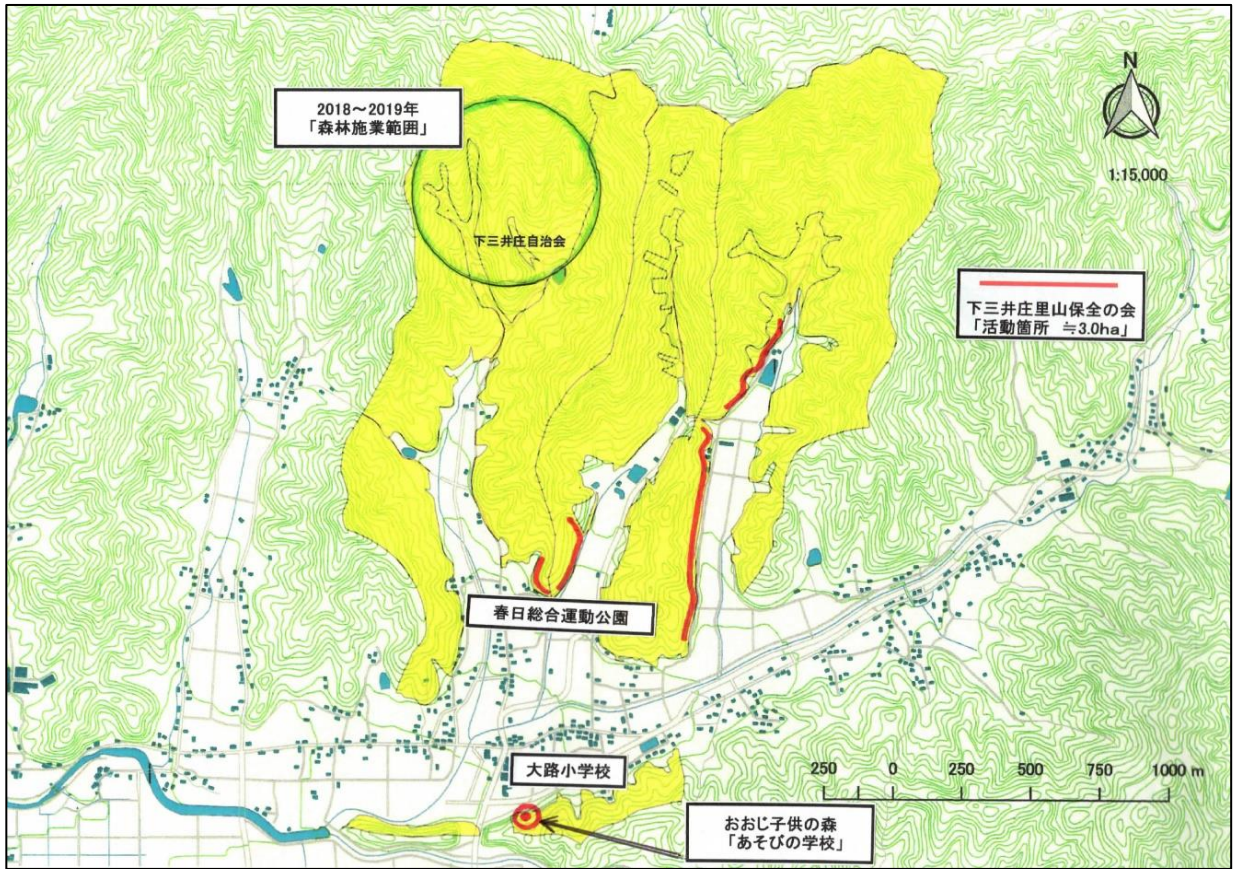 2018～2019年
「森林施業範囲」
N
1:15,000
下三井庄自治会
下三井庄里山保全の会
「活動箇所 ≒3.0ha」
春日総合運動公園
大路小学校
250 0 250 500 750 1000 m
おおじ子供の森
「あそびの学校」